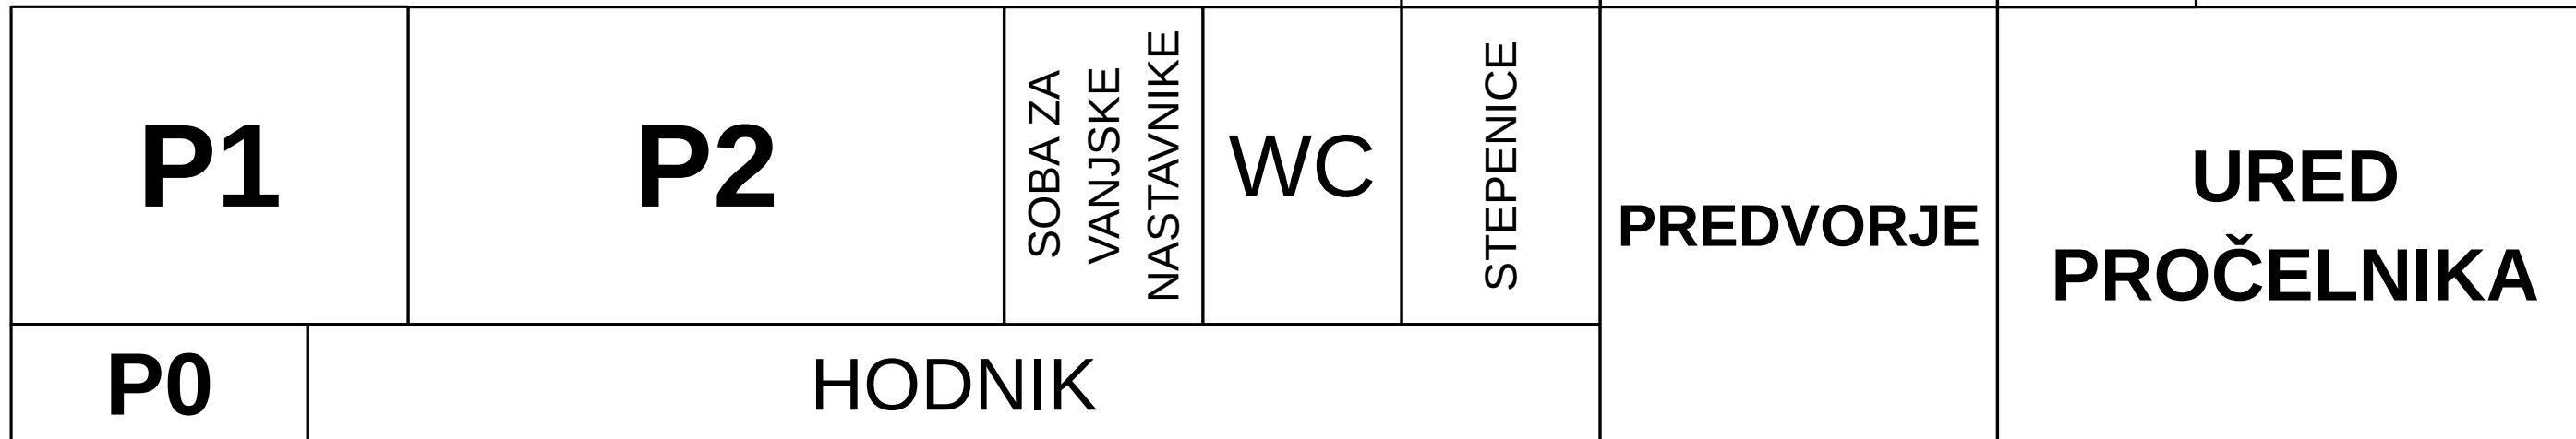 P1
P2
SOBA ZA
VANJSKE
NASTAVNIKE
WC
STEPENICE
PREDVORJE
URED
PROČELNIKA
P0
HODNIK